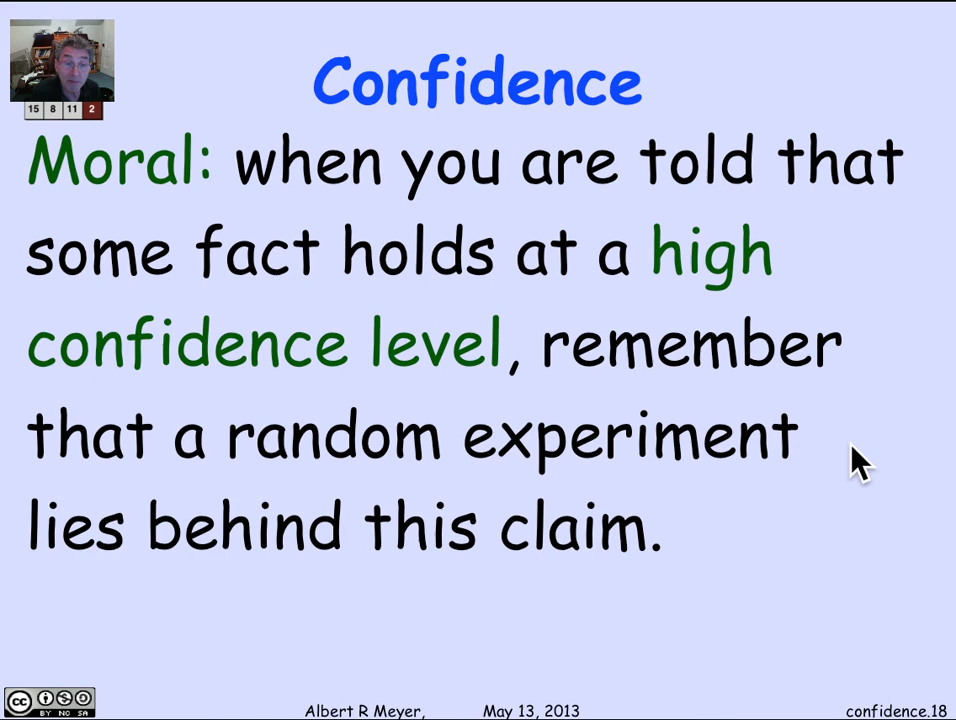 Confidence
15 8 11 2
Moral: when you are told that
some fact holds at a high
confidence level, remember
that a random experiment
lies behind this claim.
cc BY NC SA
Albert R Meyer, May 13, 2013 confidence.18